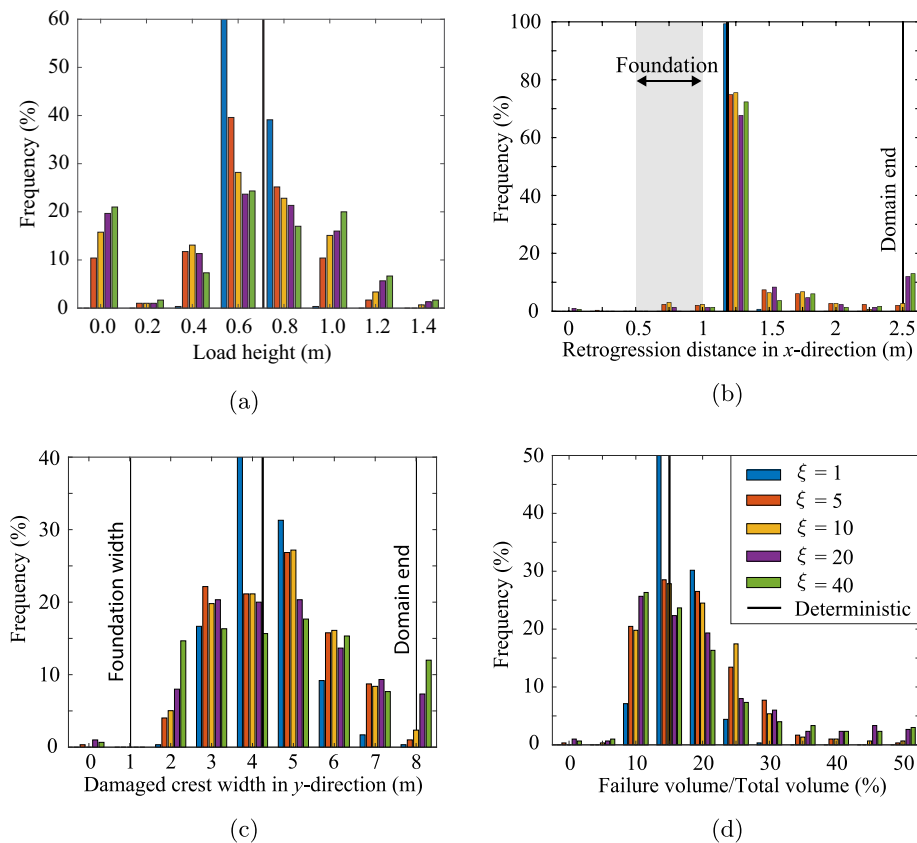 60
50
40
30
20
10
0
Frequency (%)
0.0 0.2 0.4 0.6 0.8 1.0 1.2 1.4
Load height (m)
(a)
100
80
60
40
20
0
Frequency (%)
Foundation
Domain end
0 0.5 1 1.5 2 2.5
Retrogression distance in x-direction (m)
(b)
40
30
20
10
0
Frequency (%)
Foundation width
Domain end
0 1 2 3 4 5 6 7 8
Damaged crest width in y-direction (m)
(c)
50
40
30
20
10
0
Frequency (%)
ξ = 1
ξ = 5
ξ = 10
ξ = 20
ξ = 40
Deterministic
0 10 20 30 40 50
Failure volume/Total volume (%)
(d)